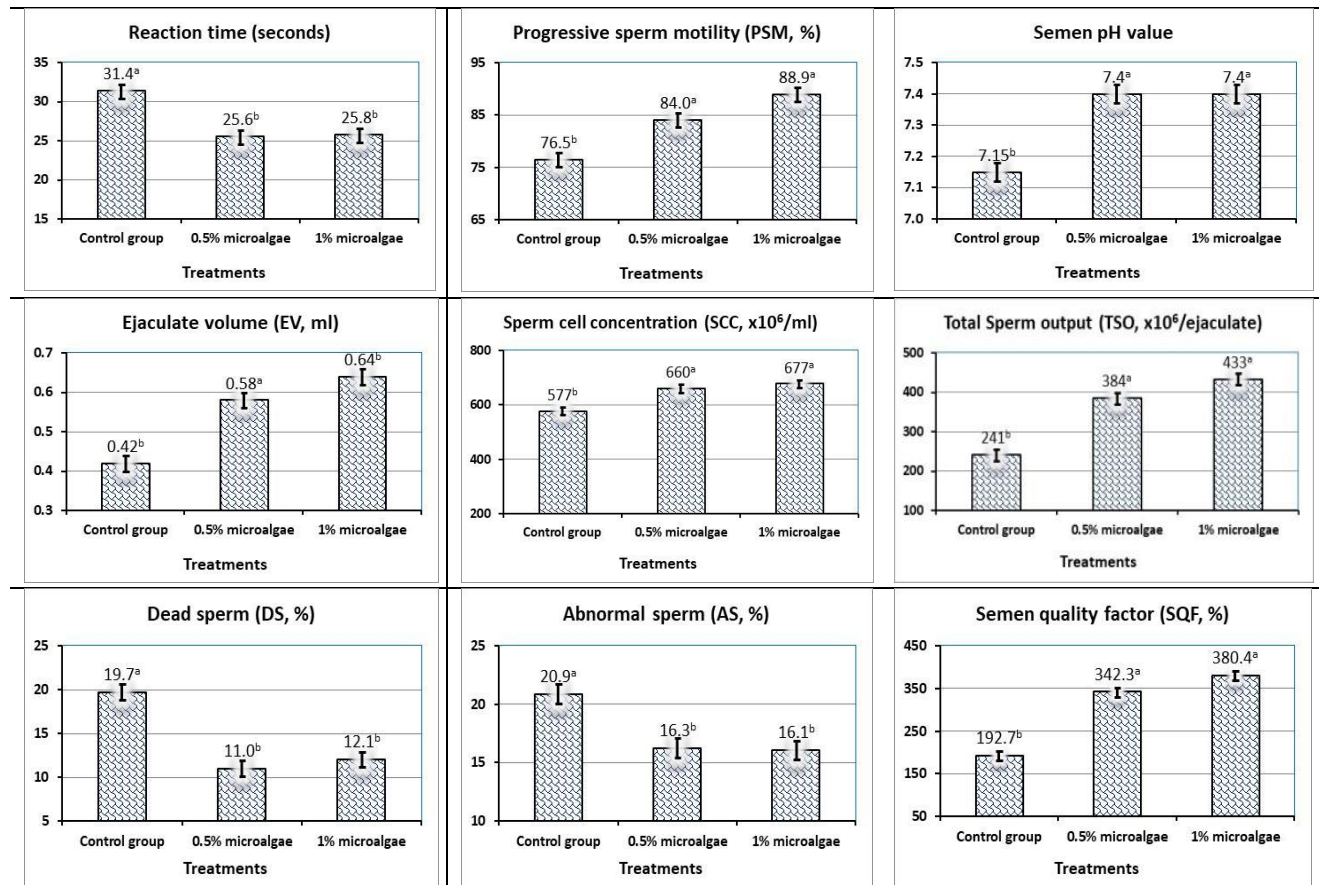 Reaction time (seconds)
35
30
25
20
15
31.4ᵃ
25.6ᵇ
25.8ᵇ
Control group 0.5% microalgae 1% microalgae
Treatments
Progressive sperm motility (PSM, %)
95
85
75
65
76.5ᵇ
84.0ᵃ
88.9ᵃ
Control group 0.5% microalgae 1% microalgae
Treatments
Semen pH value
7.5
7.4
7.3
7.2
7.1
7.0
7.15ᵇ
7.4ᵃ
7.4ᵃ
Control group 0.5% microalgae 1% microalgae
Treatments
Ejaculate volume (EV, ml)
0.7
0.6
0.5
0.4
0.3
0.42ᵇ
0.58ᵃ
0.64ᵇ
Control group 0.5% microalgae 1% microalgae
Treatments
Sperm cell concentration (SCC, x10⁶/ml)
800
600
400
200
577ᵇ
660ᵃ
677ᵃ
Control group 0.5% microalgae 1% microalgae
Treatments
Total Sperm output (TSO, x10⁶/ejaculate)
500
400
300
200
100
241ᵇ
384ᵃ
433ᵃ
Control group 0.5% microalgae 1% microalgae
Treatments
Dead sperm (DS, %)
25
20
15
10
5
19.7ᵃ
11.0ᵇ
12.1ᵇ
Control group 0.5% microalgae 1% microalgae
Treatments
Abnormal sperm (AS, %)
25
20
15
10
20.9ᵃ
16.3ᵇ
16.1ᵇ
Control group 0.5% microalgae 1% microalgae
Treatments
Semen quality factor (SQF, %)
450
350
250
150
50
192.7ᵇ
342.3ᵃ
380.4ᵃ
Control group 0.5% microalgae 1% microalgae
Treatments